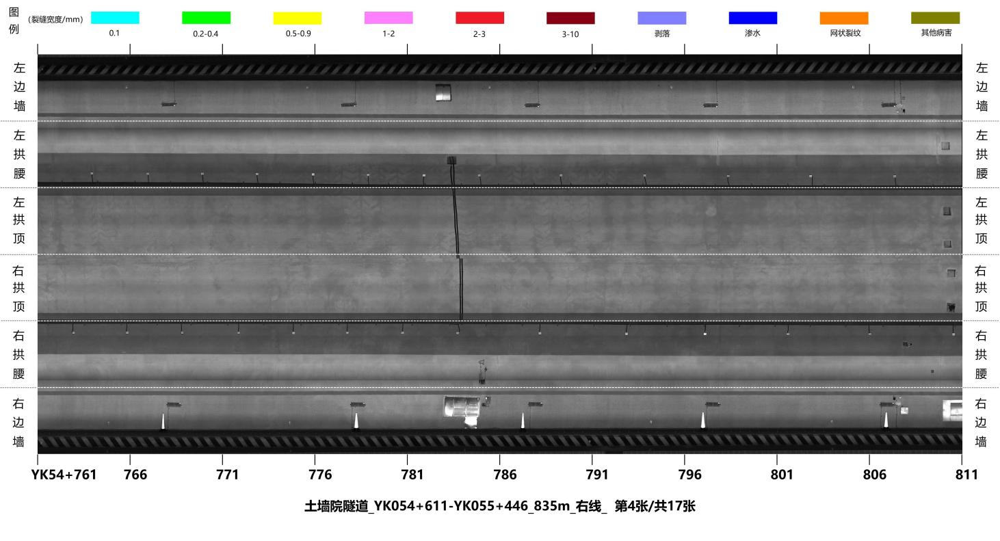 图例
(裂缝宽度/mm)
0.1
0.2-0.4
0.5-0.9
1-2
2-3
3-10
剥落
渗水
网状裂纹
其他病害
左边墙
左边墙
左拱腰
左拱腰
左拱顶
左拱顶
右拱顶
右拱顶
右拱腰
右拱腰
右边墙
右边墙
YK54+761 766 771 776 781 786 791 796 801 806 811
土墙院隧道_YK054+611-YK055+446_835m_右线_ 第4张/共17张